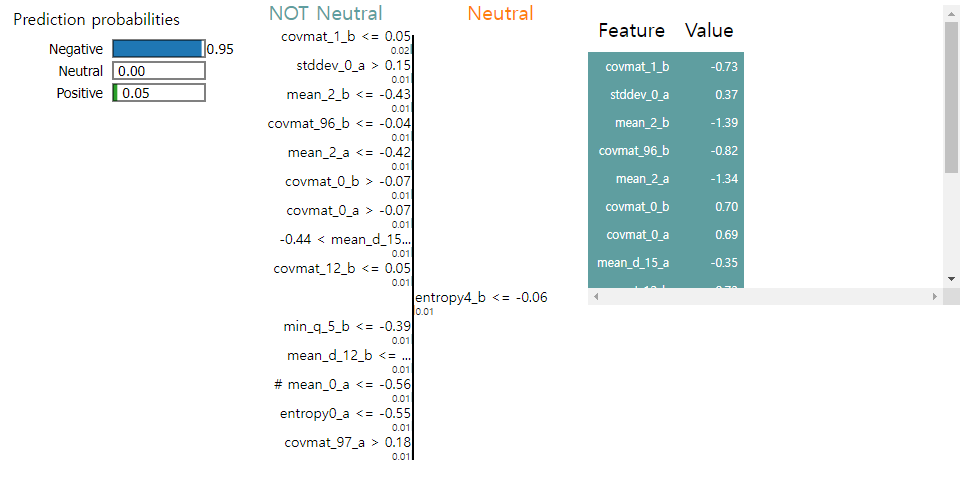 Prediction probabilities
Negative 0.95
Neutral 0.00
Positive 0.05
NOT Neutral Neutral
covmat_1_b <= 0.05
0.02
stddev_0_a > 0.15
0.01
mean_2_b <= -0.43
0.01
covmat_96_b <= -0.04
0.01
mean_2_a <= -0.42
0.01
covmat_0_b > -0.07
0.01
covmat_0_a > -0.07
0.01
-0.44 < mean_d_15...
0.01
covmat_12_b <= 0.05
0.01
entropy4_b <= -0.06
0.01
min_q_5_b <= -0.39
0.01
mean_d_12_b <= ...
0.01
# mean_0_a <= -0.56
0.01
entropy0_a <= -0.55
0.01
covmat_97_a > 0.18
0.01
Feature Value
covmat_1_b -0.73
stddev_0_a 0.37
mean_2_b -1.39
covmat_96_b -0.82
mean_2_a -1.34
covmat_0_b 0.70
covmat_0_a 0.69
mean_d_15_a -0.35